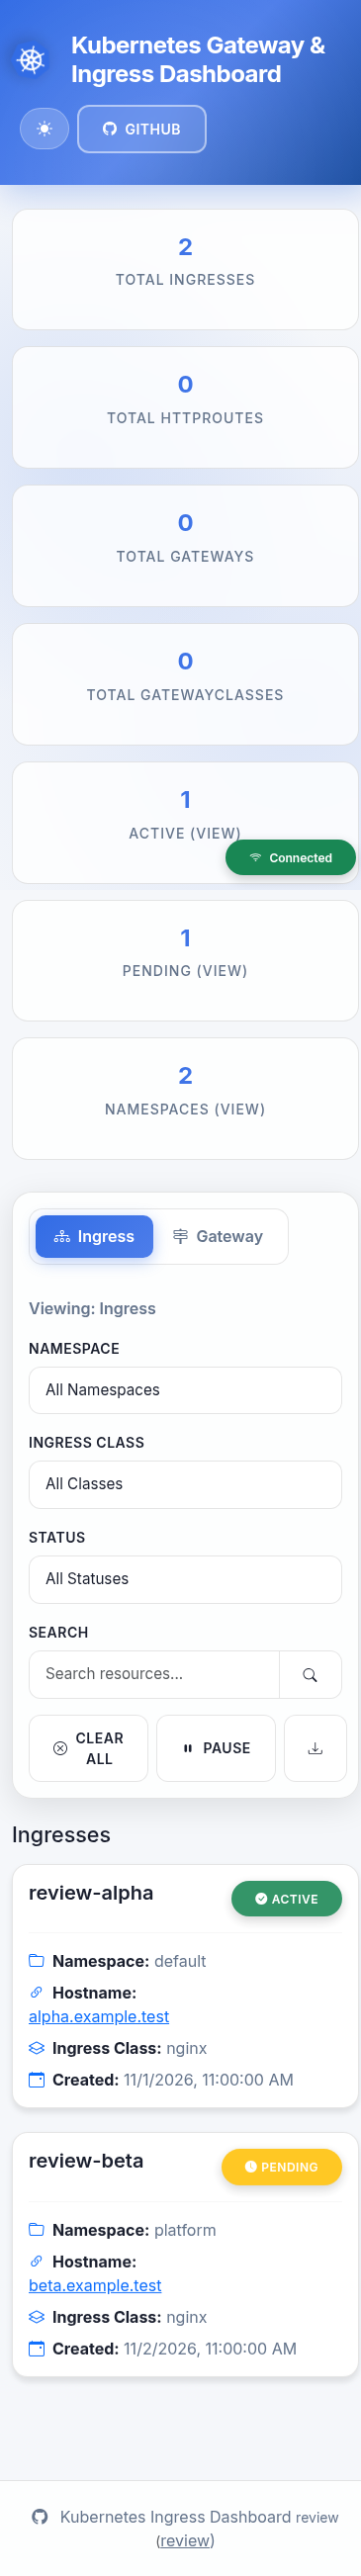 Kubernetes Gateway &
Ingress Dashboard
GITHUB
2
TOTAL INGRESSES
0
TOTAL HTTPROUTES
0
TOTAL GATEWAYS
0
TOTAL GATEWAYCLASSES
1
ACTIVE (VIEW)
Connected
1
PENDING (VIEW)
2
NAMESPACES (VIEW)
Ingress Gateway
Viewing: Ingress
NAMESPACE
All Namespaces
INGRESS CLASS
All Classes
STATUS
All Statuses
SEARCH
Search resources...
CLEAR
ALL
PAUSE
Ingresses
review-alpha ACTIVE
Namespace: default
Hostname:
alpha.example.test
Ingress Class: nginx
Created: 11/1/2026, 11:00:00 AM
review-beta PENDING
Namespace: platform
Hostname:
beta.example.test
Ingress Class: nginx
Created: 11/2/2026, 11:00:00 AM
Kubernetes Ingress Dashboard review
(review)